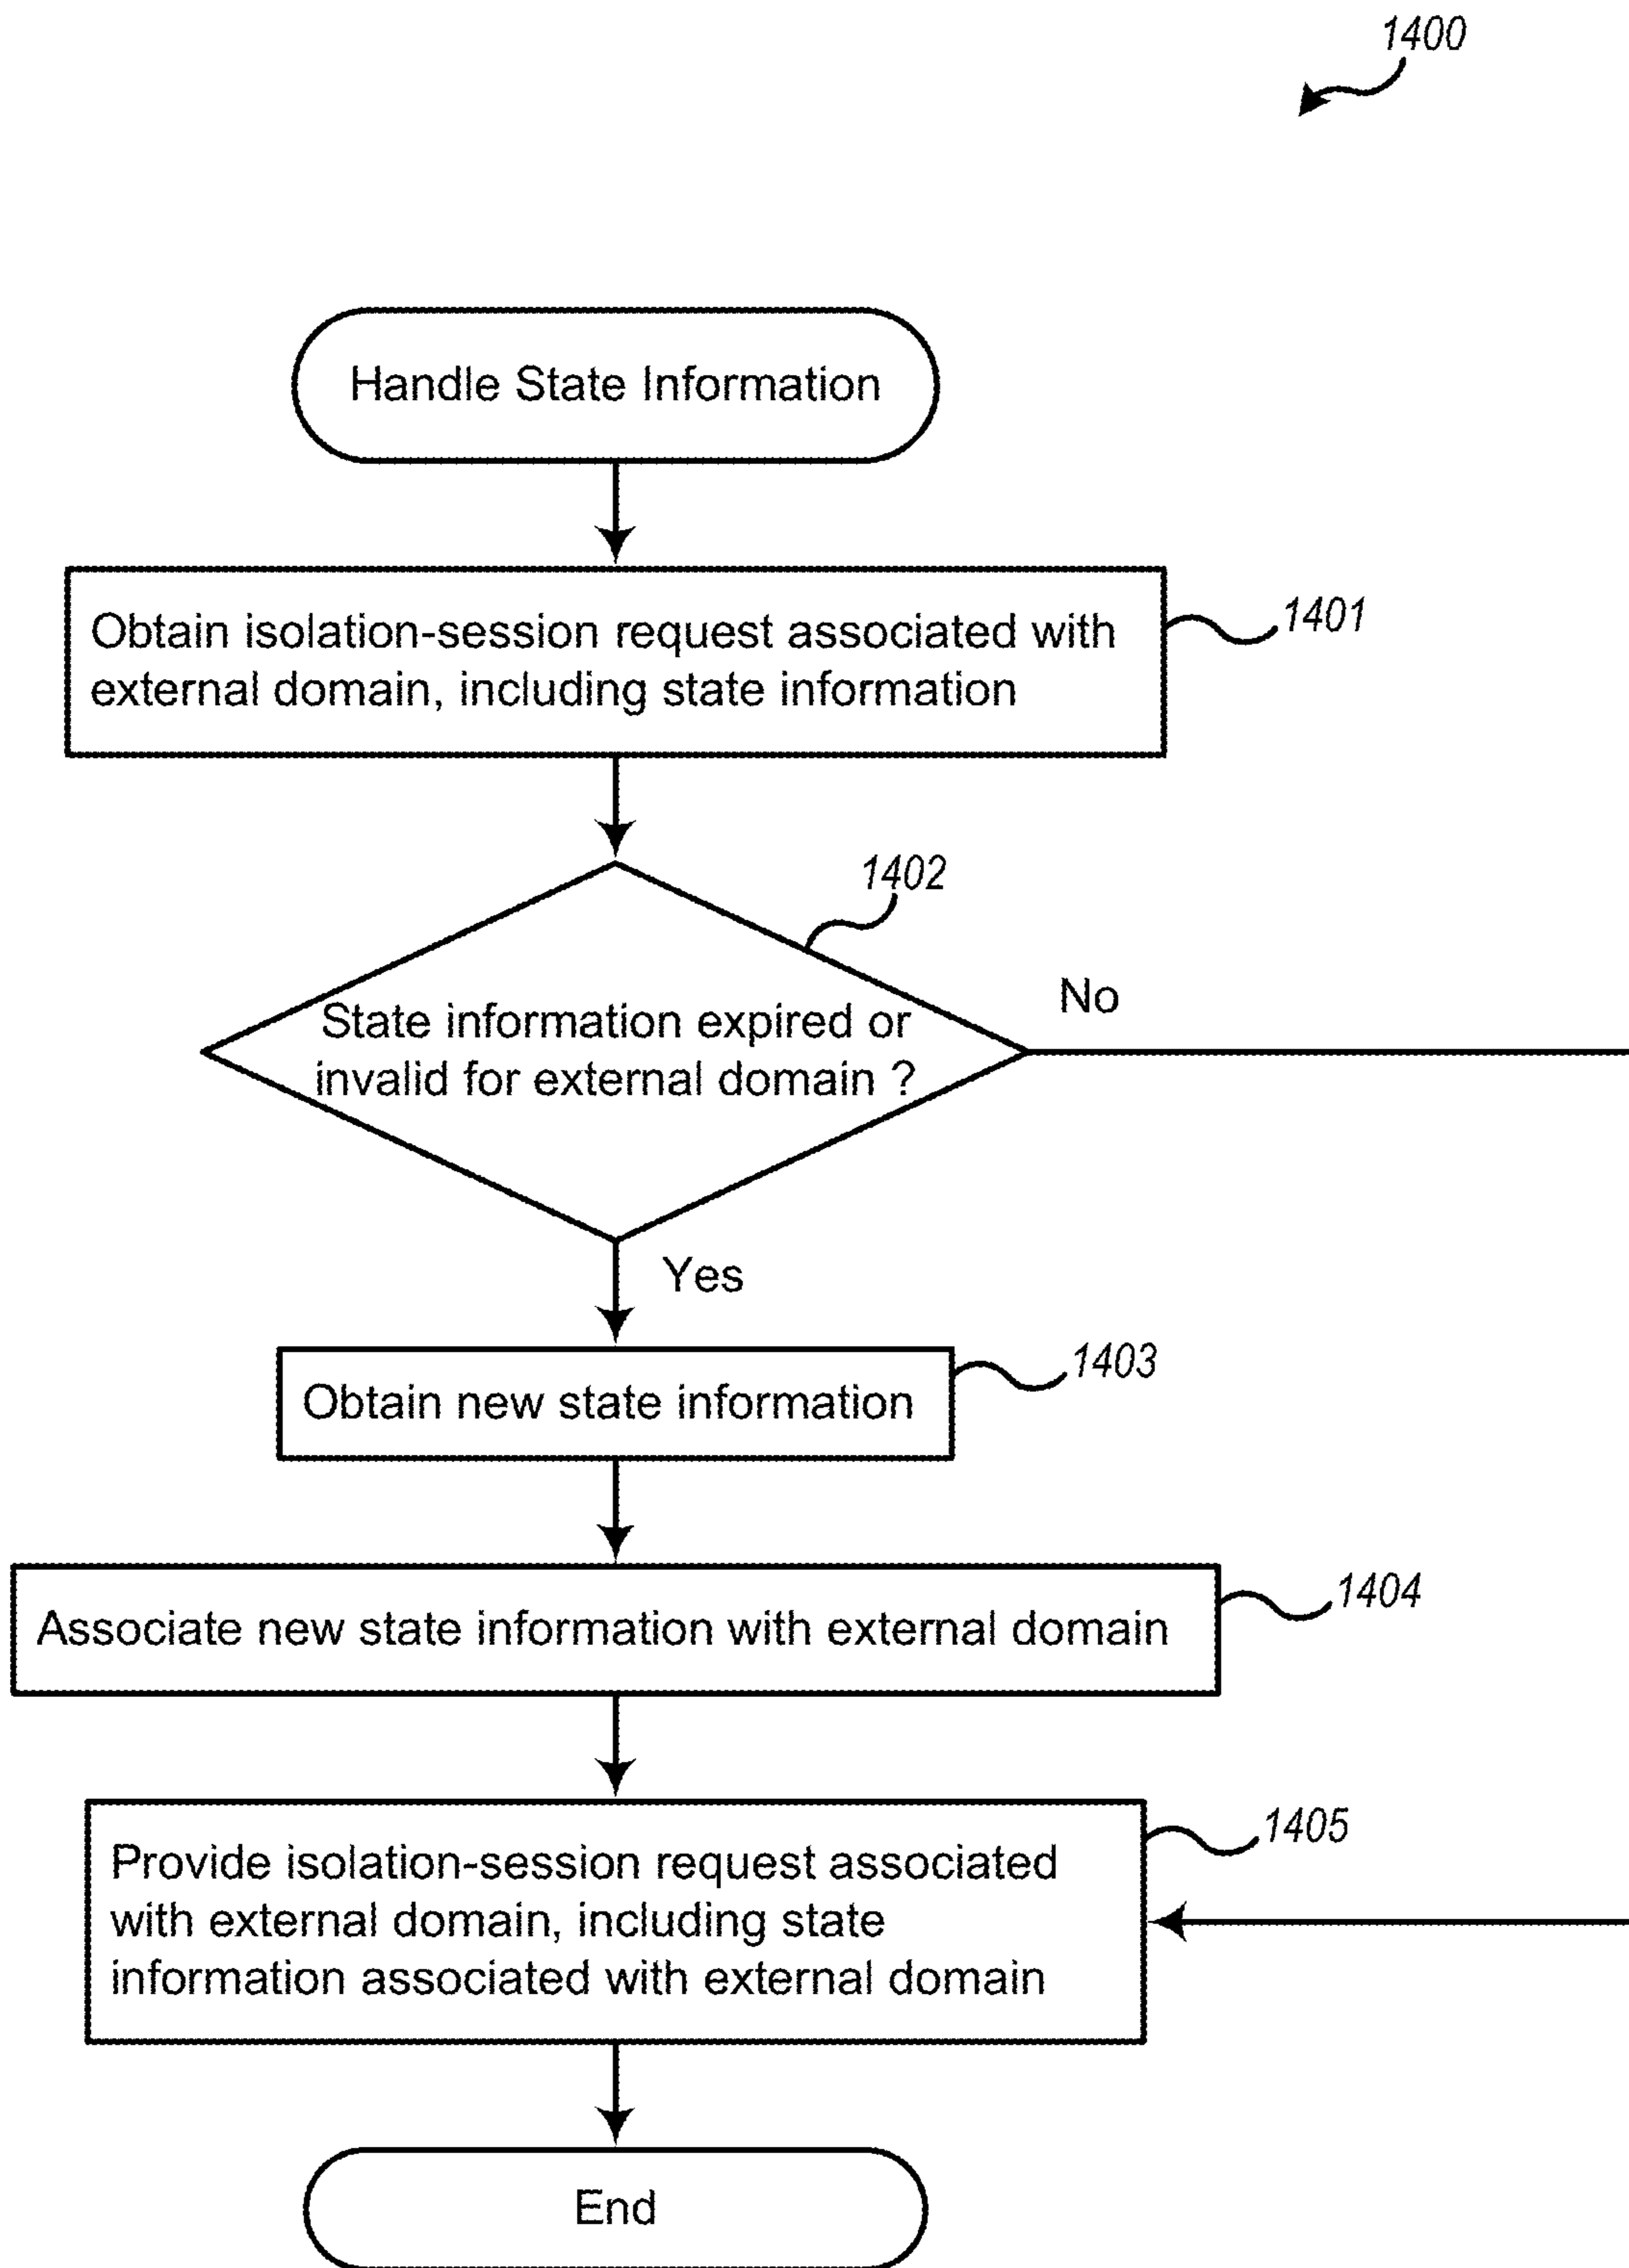 1400
Handle State Information
Obtain isolation-session request associated with
external domain, including state information
1401
1402
State information expired or
invalid for external domain ?
No
Yes
Obtain new state information
1403
Associate new state information with external domain
1404
Provide isolation-session request associated
with external domain, including state
information associated with external domain
1405
End